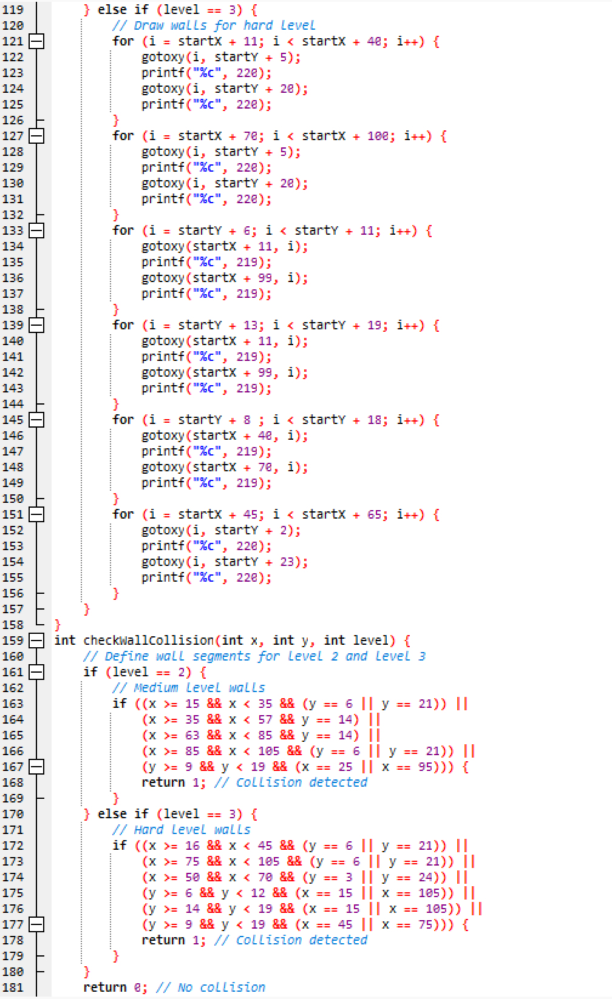 119 } else if (level == 3) {
120 // Draw walls for hard level
121 for (i = startX + 11; i < startX + 40; i++) {
122 gotoxy(i, startY + 5);
123 printf("%c", 220);
124 gotoxy(i, startY + 20);
125 printf("%c", 220);
126 }
127 for (i = startX + 70; i < startX + 100; i++) {
128 gotoxy(i, startY + 5);
129 printf("%c", 220);
130 gotoxy(i, startY + 20);
131 printf("%c", 220);
132 }
133 for (i = startY + 6; i < startY + 11; i++) {
134 gotoxy(startX + 11, i);
135 printf("%c", 219);
136 gotoxy(startX + 99, i);
137 printf("%c", 219);
138 }
139 for (i = startY + 13; i < startY + 19; i++) {
140 gotoxy(startX + 11, i);
141 printf("%c", 219);
142 gotoxy(startX + 99, i);
143 printf("%c", 219);
144 }
145 for (i = startY + 8 ; i < startY + 18; i++) {
146 gotoxy(startX + 40, i);
147 printf("%c", 219);
148 gotoxy(startX + 70, i);
149 printf("%c", 219);
150 }
151 for (i = startX + 45; i < startX + 65; i++) {
152 gotoxy(i, startY + 2);
153 printf("%c", 220);
154 gotoxy(i, startY + 23);
155 printf("%c", 220);
156 }
157 }
158 }
159 int checkWallCollision(int x, int y, int level) {
160 // Define wall segments for level 2 and level 3
161 if (level == 2) {
162 // Medium level walls
163 if ((x >= 15 && x < 35 && (y == 6 || y == 21)) ||
164 (x >= 35 && x < 57 && y == 14) ||
165 (x >= 63 && x < 85 && y == 14) ||
166 (x >= 85 && x < 105 && (y == 6 || y == 21)) ||
167 (y >= 9 && y < 19 && (x == 25 || x == 95))) {
168 return 1; // Collision detected
169 }
170 } else if (level == 3) {
171 // Hard level walls
172 if ((x >= 16 && x < 45 && (y == 6 || y == 21)) ||
173 (x >= 75 && x < 105 && (y == 6 || y == 21)) ||
174 (x >= 50 && x < 70 && (y == 3 || y == 24)) ||
175 (y >= 6 && y < 12 && (x == 15 || x == 105)) ||
176 (y >= 14 && y < 19 && (x == 15 || x == 105)) ||
177 (y >= 9 && y < 19 && (x == 45 || x == 75))) {
178 return 1; // Collision detected
179 }
180 }
181 return 0; // No collision